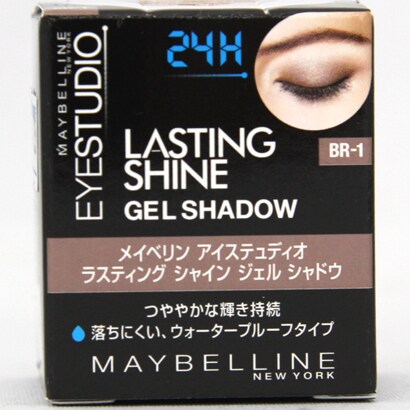 MAYBELLINE
NEW YORK
EYESTUDIO
24H
BR-1
LASTING
SHINE
GEL SHADOW
メイベリン アイステュディオ
ラスティング シャイン ジェル シャドウ
つややかな輝き持続
落ちにくい、ウォータープルーフタイプ
MAYBELLINE
NEW YORK